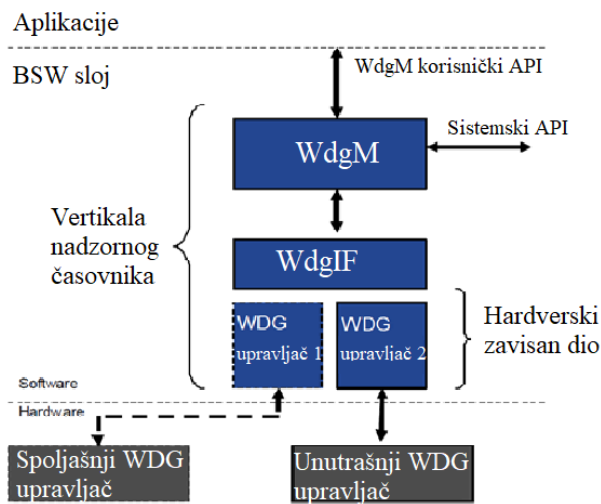 Aplikacije
BSW sloj
WdgM korisnički API
Sistemski API
WdgM
Vertikala
nadzornog
časovnika
WdgIF
WDG
upravljač 1
WDG
upravljač 2
Hardverski
zavisan dio
Software
Hardware
Spoljašnji WDG
upravljač
Unutrašnji WDG
upravljač